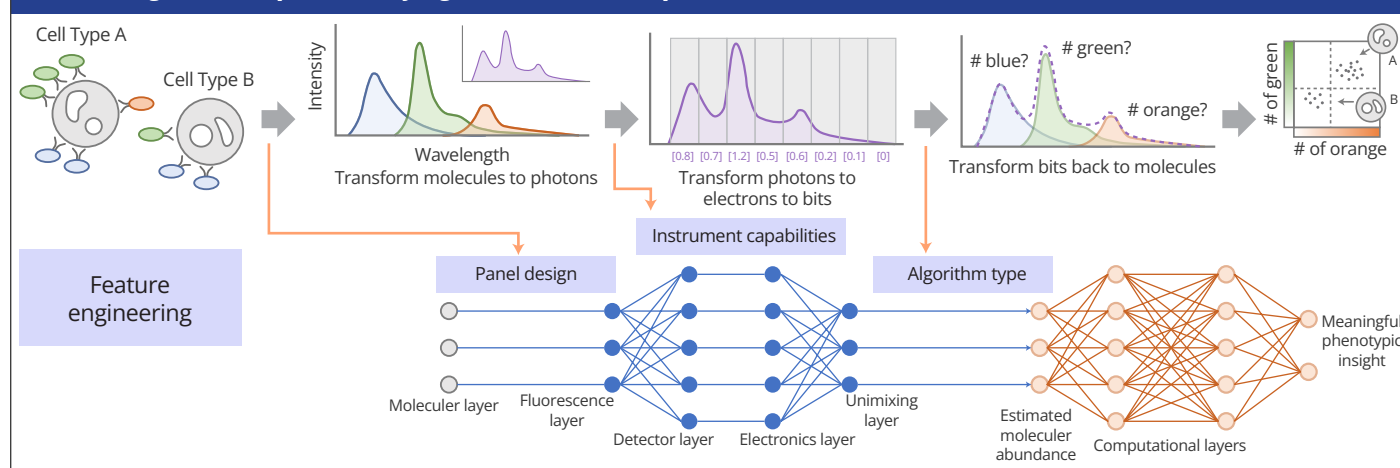 Cell Type A
Cell Type B
Intensity
Wavelength
Transform molecules to photons
[0.8] [0.7] [1.2] [0.5] [0.6] [0.2] [0.1] [0]
Transform photons to
electrons to bits
# blue?
# green?
# orange?
Transform bits back to molecules
# of green
A
B
# of orange
Feature
engineering
Panel design
Instrument capabilities
Algorithm type
Moleculer layer
Fluorescence
layer
Detector layer
Electronics layer
Unimixing
layer
Estimated
moleculer
abundance
Computational layers
Meaningful
phenotypic
insight